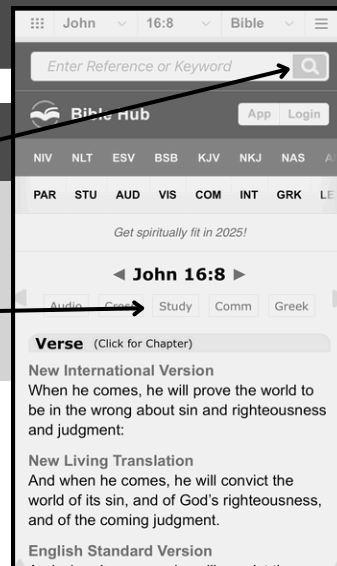 John 16:8 Bible
Enter Reference or Keyword
Bible Hub App Login
NIV NLT ESV BSB KJV NKJ NAS
PAR STU AUD VIS COM INT GRK LE
Get spiritually fit in 2025!
◄ John 16:8 ►
Audio Cross Study Comm Greek
Verse (Click for Chapter)
New International Version
When he comes, he will prove the world to
be in the wrong about sin and righteousness
and judgment:
New Living Translation
And when he comes, he will convict the
world of its sin, and of God’s righteousness,
and of the coming judgment.
English Standard Version